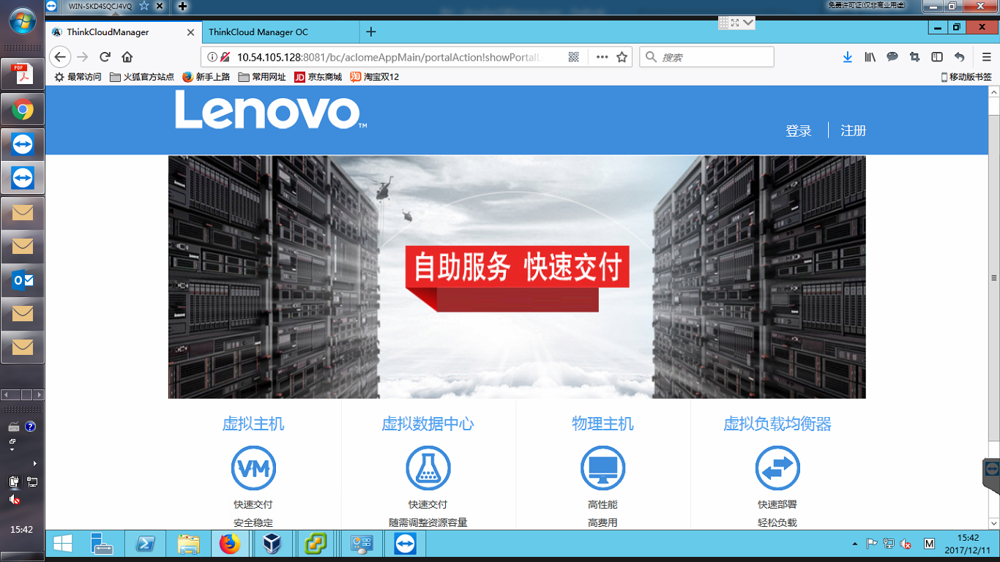 WIN-SKD4SQCJ4VQ
免费许可证(仅非商业用途)
ThinkCloudManager
ThinkCloud Manager OC
10.54.105.128:8081/bc/aclomeAppMain/portalAction!showPortal
搜索
最常访问 火狐官方站点 新手上路 常用网址 JD 京东商城 淘宝双12 移动版书签
Lenovo™
登录 注册
自助服务 快速交付
虚拟主机 虚拟数据中心 物理主机 虚拟负载均衡器
VM
快速交付 快速交付 高性能 快速部署
安全稳定 随需调整资源容量 高费用 轻松负载
15:42
M
15:42
2017/12/11